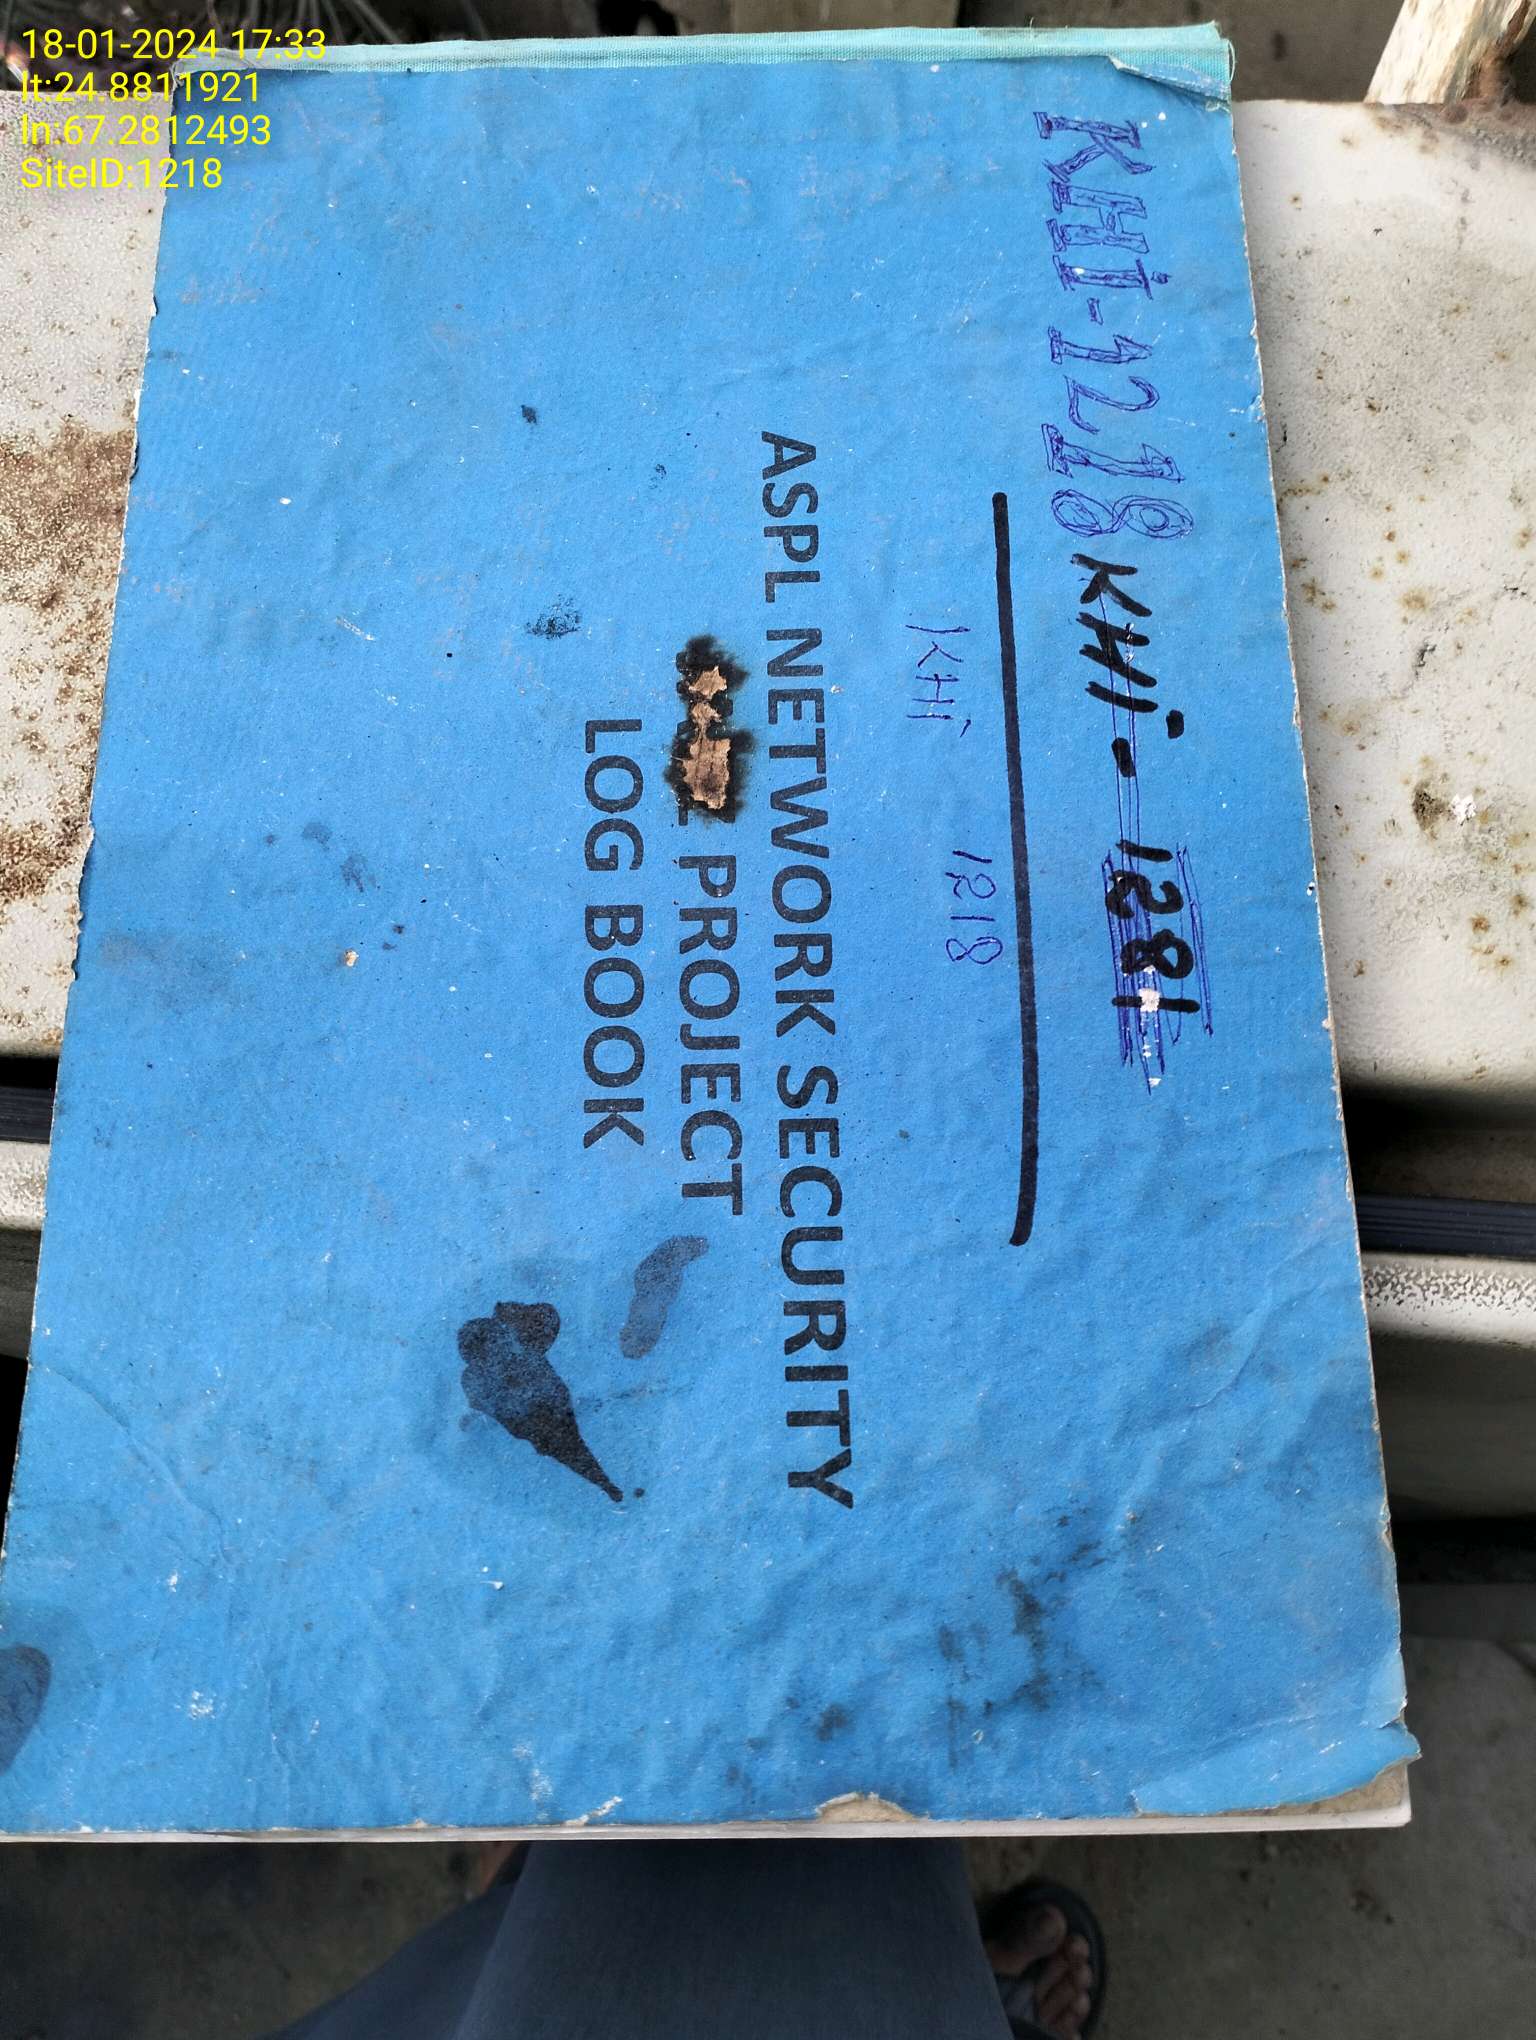 18-01-2024 17:33
lt:24.8811921
ln:67.2812493
SiteID:1218
KHI-1218 KHi - 1281
KHi 1218
ASPL NETWORK SECURITY
PROJECT
LOG BOOK